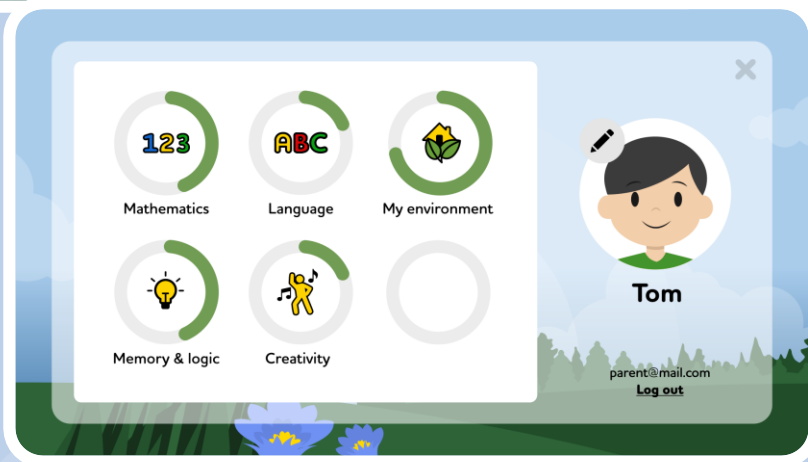 123
ABC
Mathematics
Language
My environment
Memory & logic
Creativity
Tom
parent@mail.com
Log out